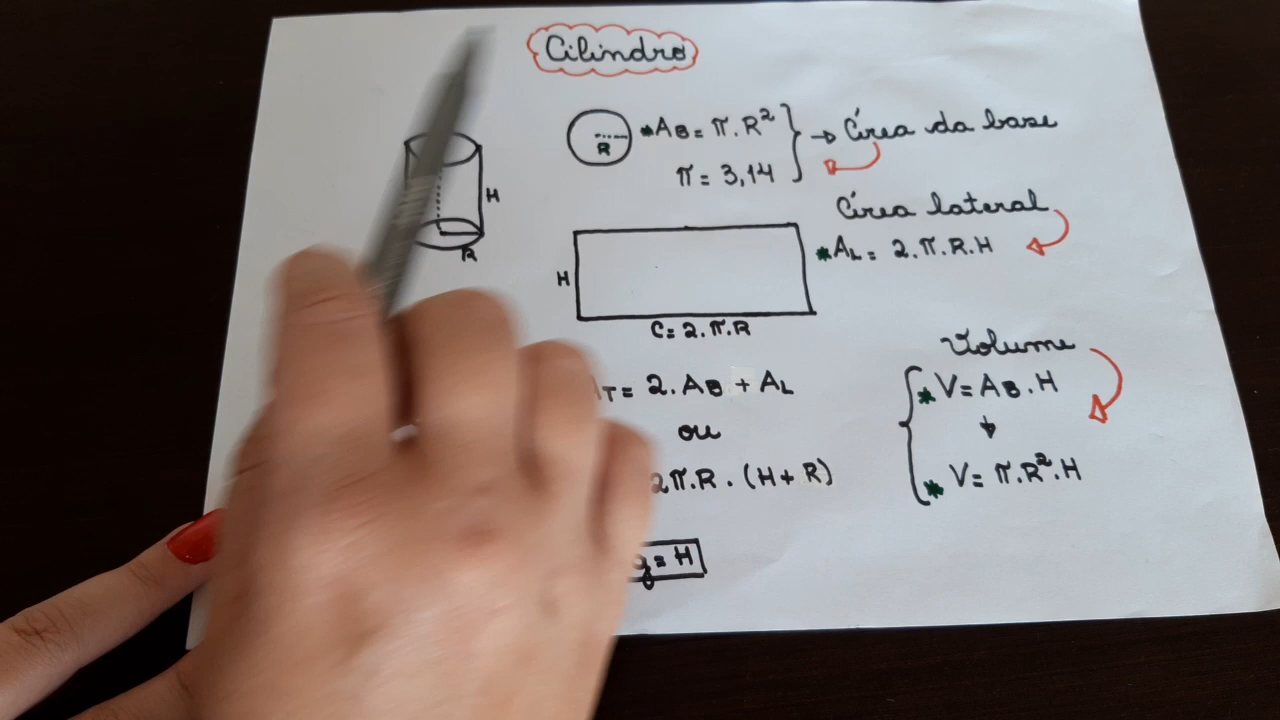 Cilindro
H
R
R
*AB = π.R²
π = 3,14
→ Área da base
H
C = 2.π.R
Área lateral
*AL = 2.π.R.H
T = 2.AB + AL
ou
2π.R.(H+R)
g = H
Volume
*V = AB.H
*V = π.R².H